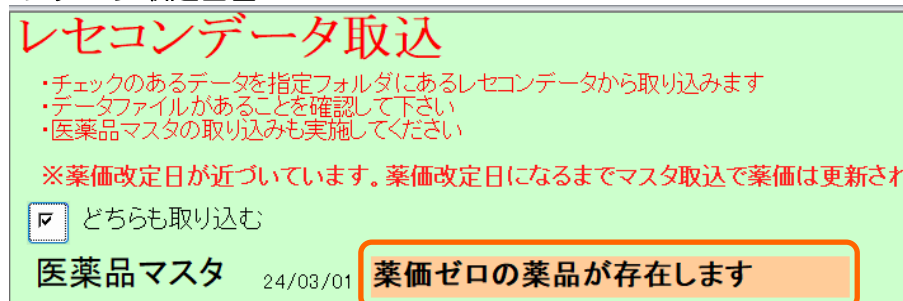 レセコンデータ取込
・チェックのあるデータを指定フォルダにあるレセコンデータから取り込みます
・データファイルがあることを確認して下さい
・医薬品マスタの取り込みも実施してください
※薬価改定日が近づいています。薬価改定日になるまでマスタ取込で薬価は更新され
どちらも取り込む
医薬品マスタ 24/03/01 薬価ゼロの薬品が存在します